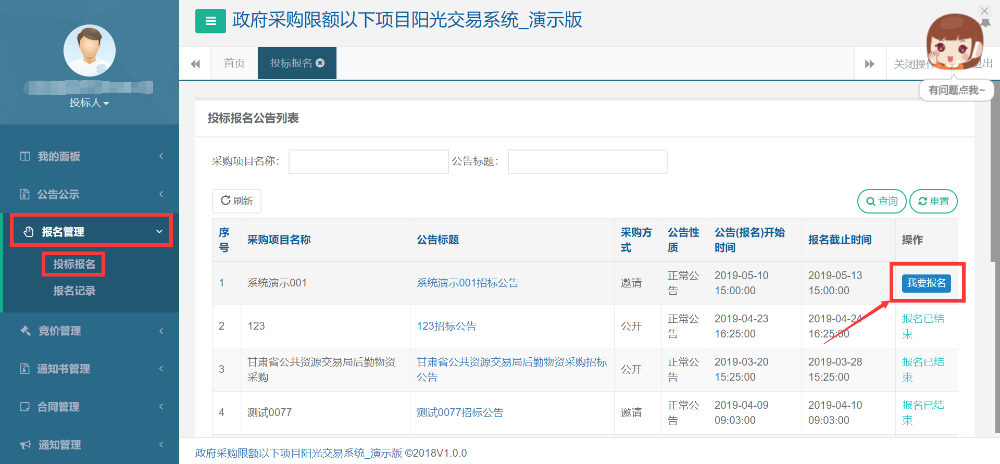 政府采购限额以下项目阳光交易系统_演示版
首页
投标报名
关闭操作
退出
有问题点我~
投标人
我的面板
公告公示
报名管理
投标报名
报名记录
竞价管理
通知书管理
合同管理
通知管理
投标报名公告列表
采购项目名称：
公告标题：
刷新
查询
重置
序
号
采购项目名称
公告标题
采购方
式
公告性
质
公告(报名)开始
时间
报名截止时间
操作
1
系统演示001
系统演示001招标公告
邀请
正常公
告
2019-05-10
15:00:00
2019-05-13
15:00:00
我要报名
2
123
123招标公告
公开
正常公
告
2019-04-23
16:25:00
2019-04-24
16:25:00
报名已结
束
3
甘肃省公共资源交易局后勤物资
采购
甘肃省公共资源交易局后勤物资采购招标
公告
公开
正常公
告
2019-03-20
15:25:00
2019-03-28
15:25:00
报名已结
束
4
测试0077
测试0077招标公告
邀请
正常公
告
2019-04-09
09:03:00
2019-04-10
09:03:00
报名已结
束
政府采购限额以下项目阳光交易系统_演示版 ©2018V1.0.0